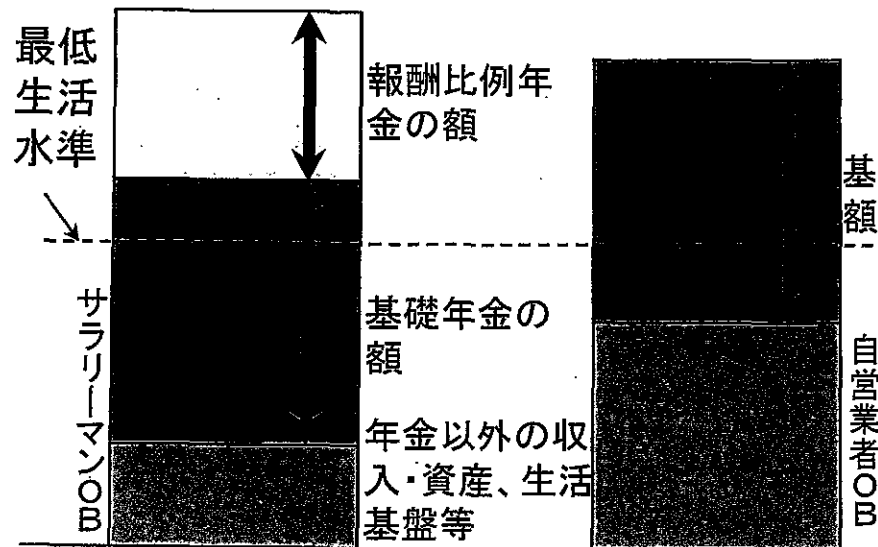 最低
生活
水準
サラリーマンOB
報酬比例年
金の額
基礎年金の
額
年金以外の収
入・資産、生活
基盤等
基
額
自営業者OB